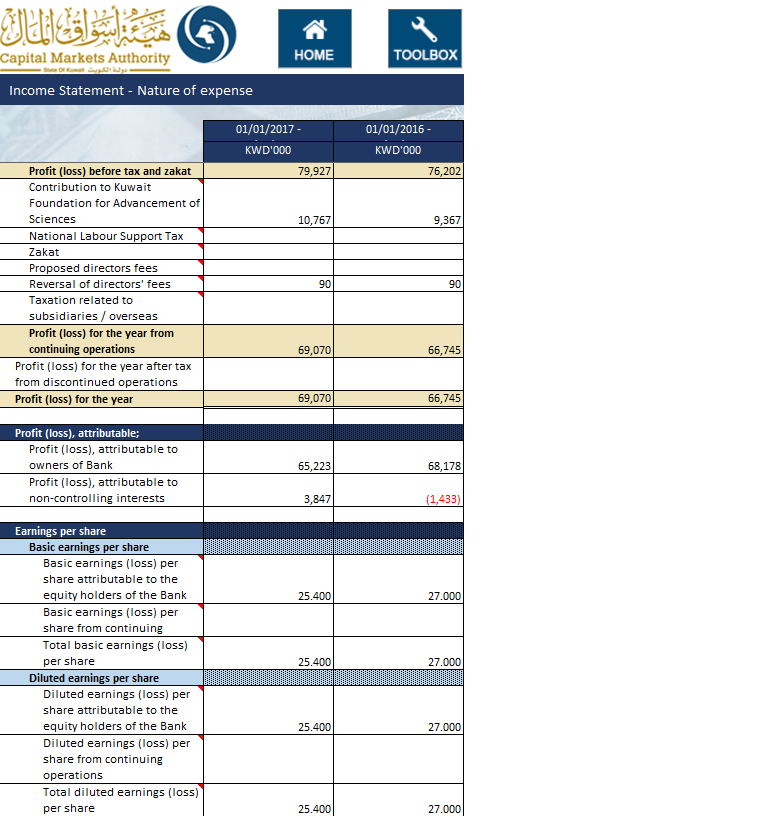 هيئة أسواق المال
Capital Markets Authority
State Of Kuwait دولة الكويت
HOME
TOOLBOX
Income Statement - Nature of expense
01/01/2017 - 01/01/2016 -
KWD'000 KWD'000
Profit (loss) before tax and zakat 79,927 76,202
Contribution to Kuwait
Foundation for Advancement of
Sciences 10,767 9,367
National Labour Support Tax
Zakat
Proposed directors fees
Reversal of directors' fees 90 90
Taxation related to
subsidiaries / overseas
Profit (loss) for the year from
continuing operations 69,070 66,745
Profit (loss) for the year after tax
from discontinued operations
Profit (loss) for the year 69,070 66,745
Profit (loss), attributable;
Profit (loss), attributable to
owners of Bank 65,223 68,178
Profit (loss), attributable to
non-controlling interests 3,847 (1,433)
Earnings per share
Basic earnings per share
Basic earnings (loss) per
share attributable to the
equity holders of the Bank 25.400 27.000
Basic earnings (loss) per
share from continuing
Total basic earnings (loss)
per share 25.400 27.000
Diluted earnings per share
Diluted earnings (loss) per
share attributable to the
equity holders of the Bank 25.400 27.000
Diluted earnings (loss) per
share from continuing
operations
Total diluted earnings (loss)
per share 25.400 27.000